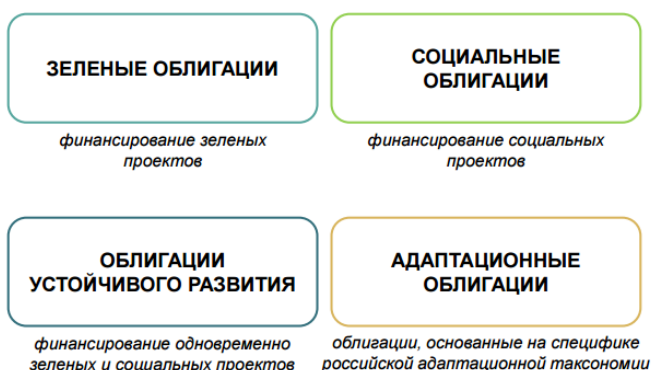 ЗЕЛЕНЫЕ ОБЛИГАЦИИ
финансирование зеленых
проектов
СОЦИАЛЬНЫЕ
ОБЛИГАЦИИ
финансирование социальных
проектов
ОБЛИГАЦИИ
УСТОЙЧИВОГО РАЗВИТИЯ
финансирование одновременно
зеленых и социальных проектов
АДАПТАЦИОННЫЕ
ОБЛИГАЦИИ
облигации, основанные на специфике
российской адаптационной таксономии